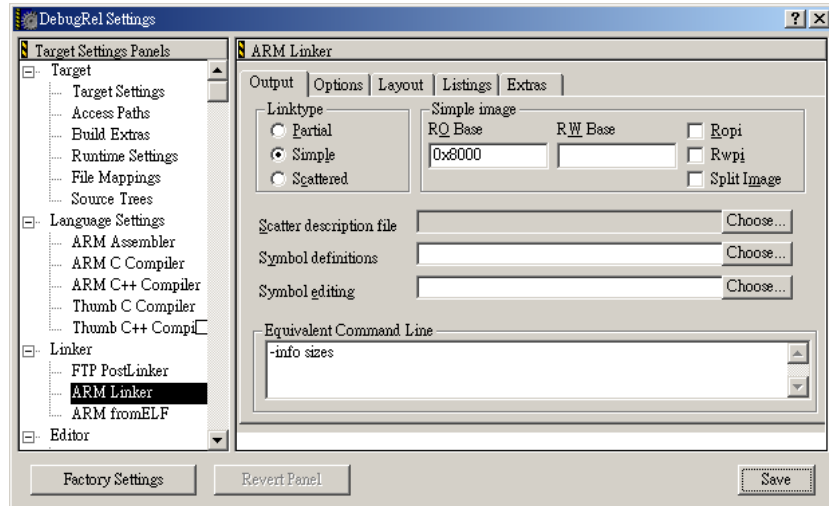 DebugRel Settings
Target Settings Panels
Target
Target Settings
Access Paths
Build Extras
Runtime Settings
File Mappings
Source Trees
Language Settings
ARM Assembler
ARM C Compiler
ARM C++ Compiler
Thumb C Compiler
Thumb C++ Compi
Linker
FTP PostLinker
ARM Linker
ARM fromELF
Editor
ARM Linker
Output Options Layout Listings Extras
Linktype
Partial
Simple
Scattered
Simple image
RO Base RW Base
0x8000
Ropi
Rwpi
Split Image
Scatter description file Choose...
Symbol definitions Choose...
Symbol editing Choose...
Equivalent Command Line
-info sizes
Factory Settings Revert Panel Save